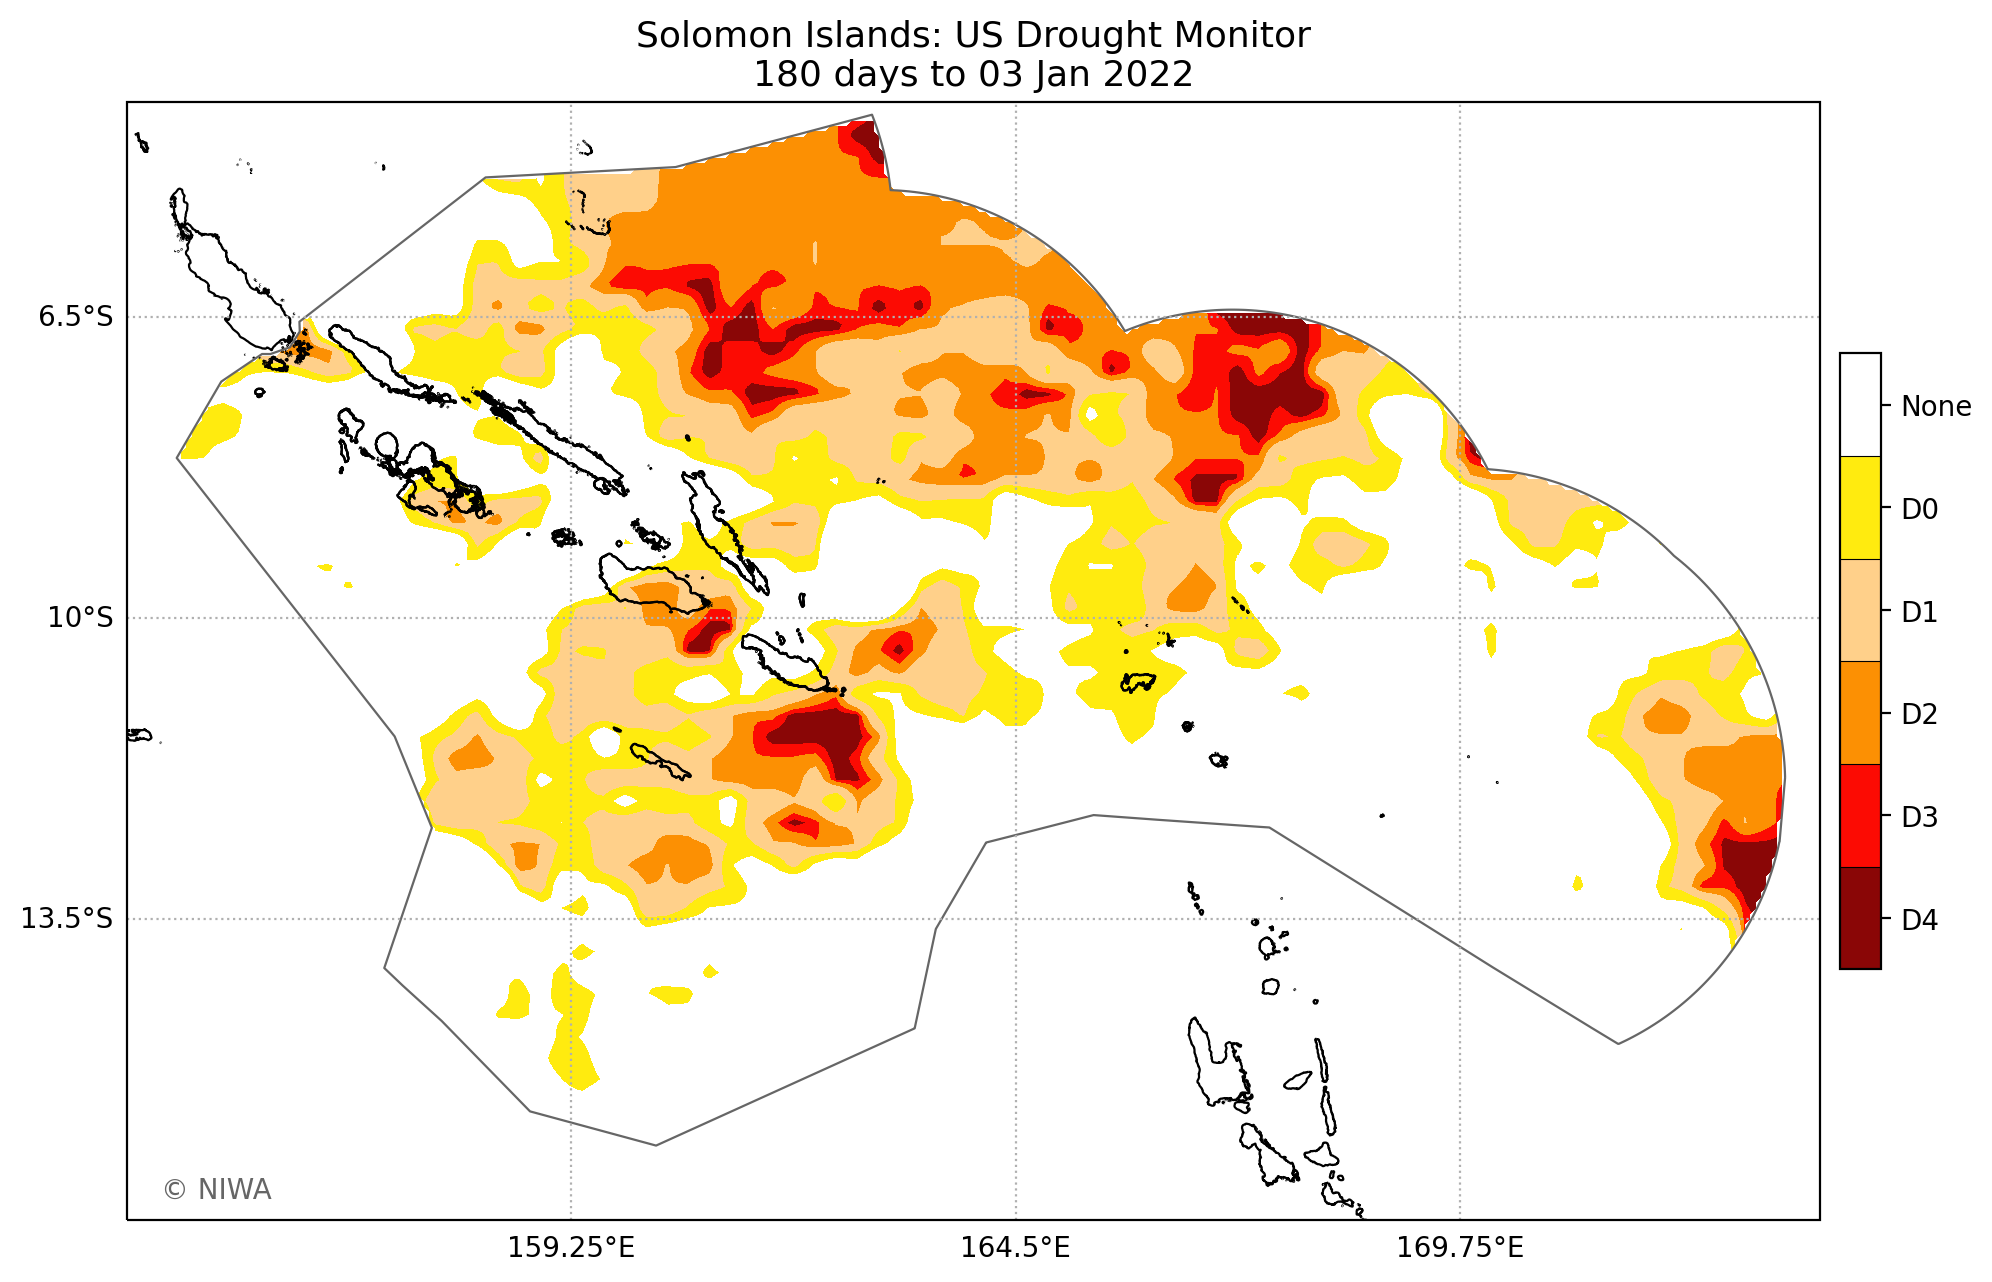 Solomon Islands: US Drought Monitor
180 days to 03 Jan 2022
6.5°S
10°S
13.5°S
159.25°E
164.5°E
169.75°E
None
D0
D1
D2
D3
D4
© NIWA